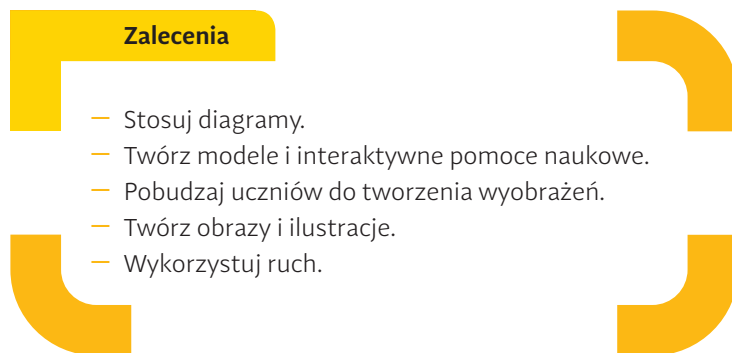 Zalecenia
— Stosuj diagramy.
— Twórz modele i interaktywne pomoce naukowe.
— Pobudzaj uczniów do tworzenia wyobrażeń.
— Twórz obrazy i ilustracje.
— Wykorzystuj ruch.